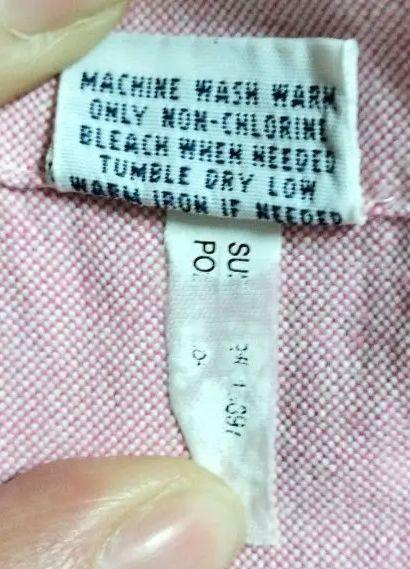 MACHINE WASH WARM
ONLY NON-CHLORINE
BLEACH WHEN NEEDED
TUMBLE DRY LOW
WARM IRON IF NEEDED
SU
PO